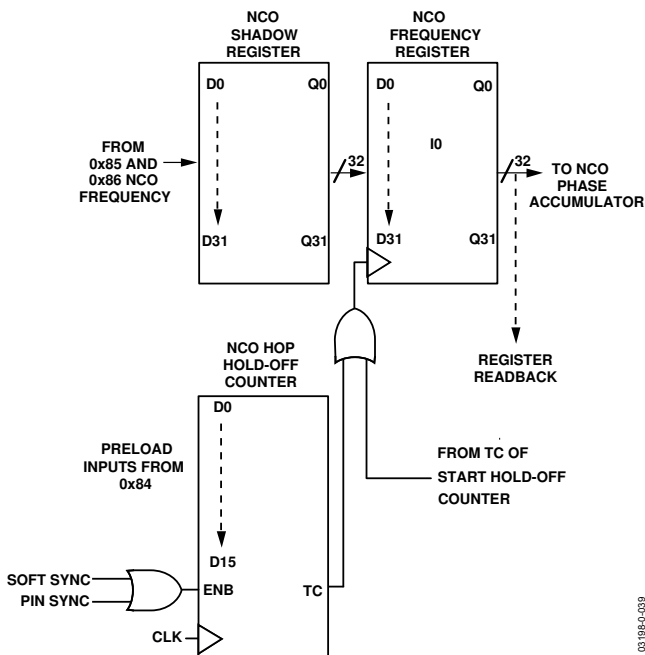 NCO
SHADOW
REGISTER
NCO
FREQUENCY
REGISTER
D0
Q0
D0
Q0
I0
FROM
0x85 AND
0x86 NCO
FREQUENCY
32
32
TO NCO
PHASE
ACCUMULATOR
D31
Q31
D31
Q31
NCO HOP
HOLD-OFF
COUNTER
REGISTER
READBACK
D0
PRELOAD
INPUTS FROM
0x84
FROM TC OF
START HOLD-OFF
COUNTER
D15
SOFT SYNC
PIN SYNC
ENB
TC
CLK
03198-0-039